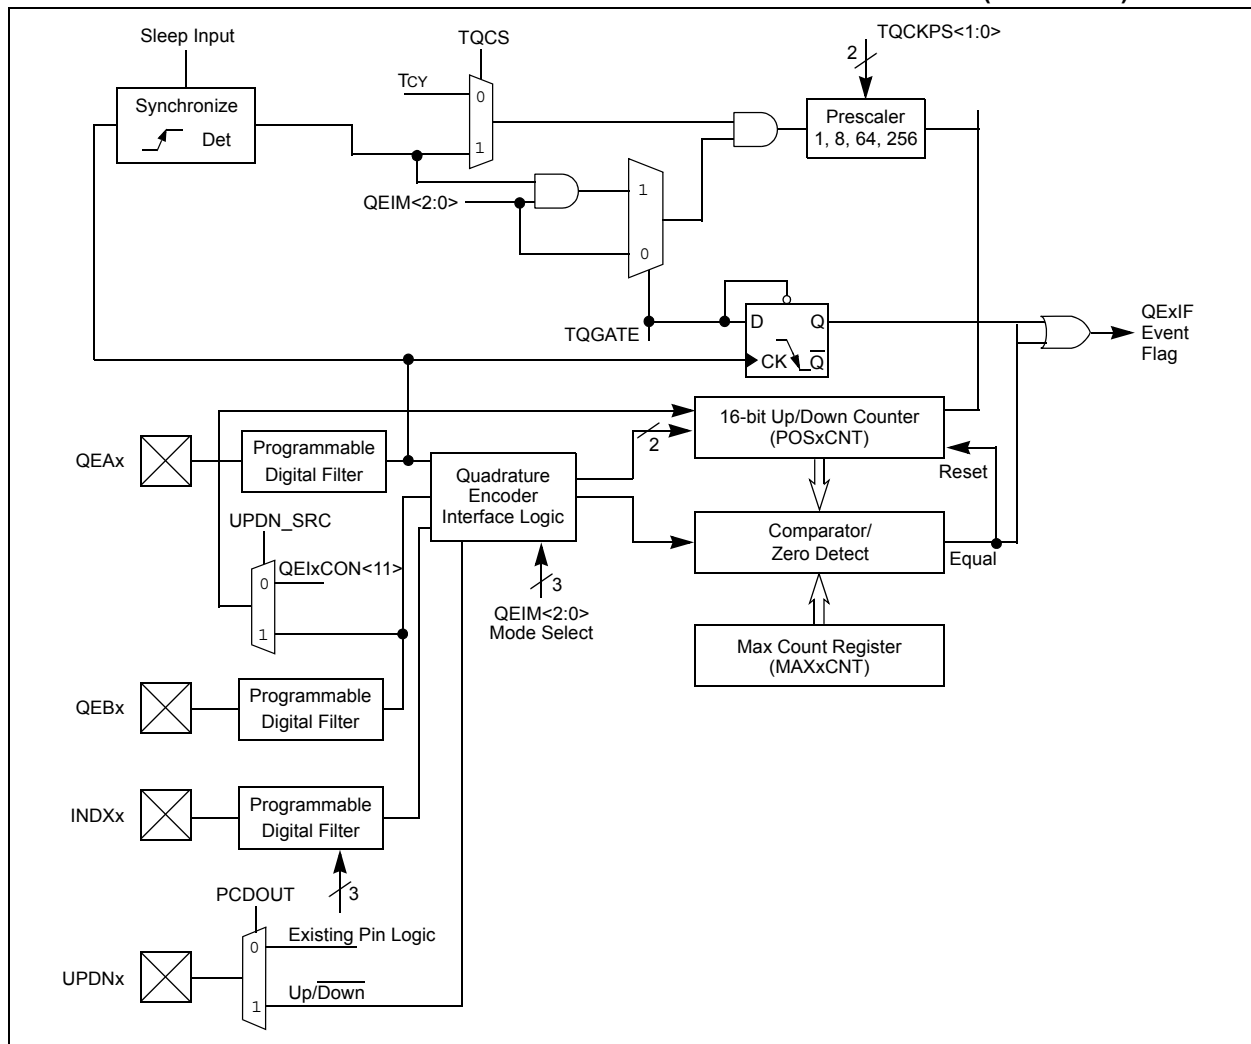 Sleep Input
TQCS
TQCKPS<1:0>
2
TCY
0
1
Synchronize
Det
Prescaler
1, 8, 64, 256
QEIM<2:0>
1
0
TQGATE
D Q
CK Q
QExIF
Event
Flag
16-bit Up/Down Counter
(POSxCNT)
2
Reset
QEAx
Programmable
Digital Filter
Quadrature
Encoder
Interface Logic
Comparator/
Zero Detect
Equal
UPDN_SRC
0
QEIxCON<11>
1
3
QEIM<2:0>
Mode Select
Max Count Register
(MAXxCNT)
QEBx
Programmable
Digital Filter
INDXx
Programmable
Digital Filter
3
PCDOUT
0
Existing Pin Logic
UPDNx
1
Up/Down